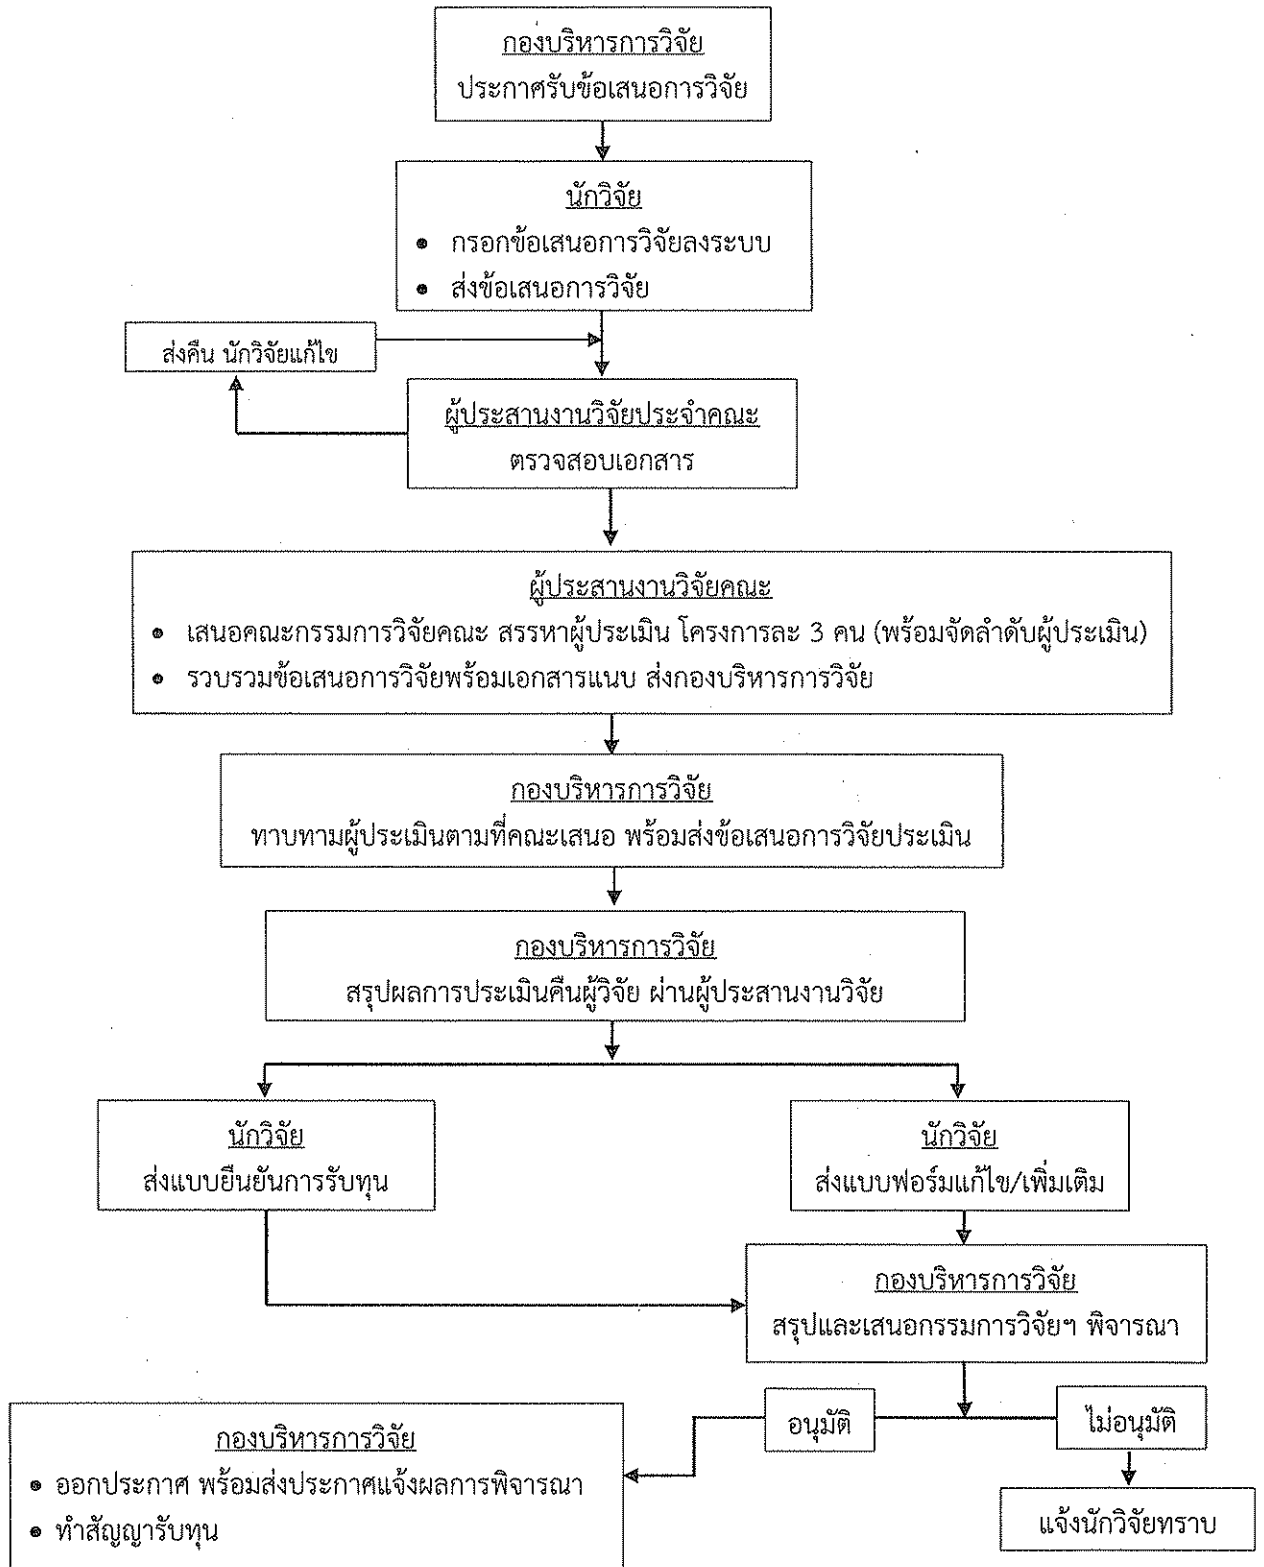 กองบริหารการวิจัย
ประกาศรับข้อเสนอการวิจัย
นักวิจัย
• กรอกข้อเสนอการวิจัยลงระบบ
• ส่งข้อเสนอการวิจัย
ส่งคืน นักวิจัยแก้ไข
ผู้ประสานงานวิจัยประจำคณะ
ตรวจสอบเอกสาร
ผู้ประสานงานวิจัยคณะ
• เสนอคณะกรรมการวิจัยคณะ สรรหาผู้ประเมิน โครงการละ 3 คน (พร้อมจัดลำดับผู้ประเมิน)
• รวบรวมข้อเสนอการวิจัยพร้อมเอกสารแนบ ส่งกองบริหารการวิจัย
กองบริหารการวิจัย
ทาบทามผู้ประเมินตามที่คณะเสนอ พร้อมส่งข้อเสนอการวิจัยประเมิน
กองบริหารการวิจัย
สรุปผลการประเมินคืนผู้วิจัย ผ่านผู้ประสานงานวิจัย
นักวิจัย
ส่งแบบยืนยันการรับทุน
นักวิจัย
ส่งแบบฟอร์มแก้ไข/เพิ่มเติม
กองบริหารการวิจัย
สรุปและเสนอกรรมการวิจัยฯ พิจารณา
อนุมัติ
ไม่อนุมัติ
กองบริหารการวิจัย
• ออกประกาศ พร้อมส่งประกาศแจ้งผลการพิจารณา
• ทำสัญญารับทุน
แจ้งนักวิจัยทราบ